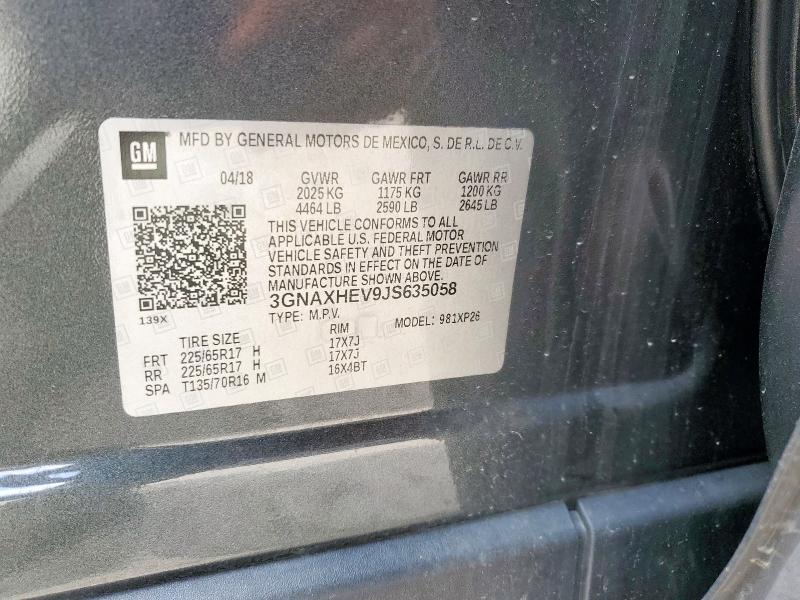 GM MFD BY GENERAL MOTORS DE MEXICO, S. DE R.L. DE C.V.
04/18 GVWR GAWR FRT GAWR RR
2025 KG 1175 KG 1200 KG
4464 LB 2590 LB 2645 LB
THIS VEHICLE CONFORMS TO ALL
APPLICABLE U.S. FEDERAL MOTOR
VEHICLE SAFETY AND THEFT PREVENTION
STANDARDS IN EFFECT ON THE DATE OF
MANUFACTURE SHOWN ABOVE.
3GNAXHEV9JS635058
139X
TYPE: M.P.V. MODEL: 981XP26
TIRE SIZE RIM
FRT 225/65R17 H 17X7J
RR 225/65R17 H 17X7J
SPA T135/70R16 M 16X4BT